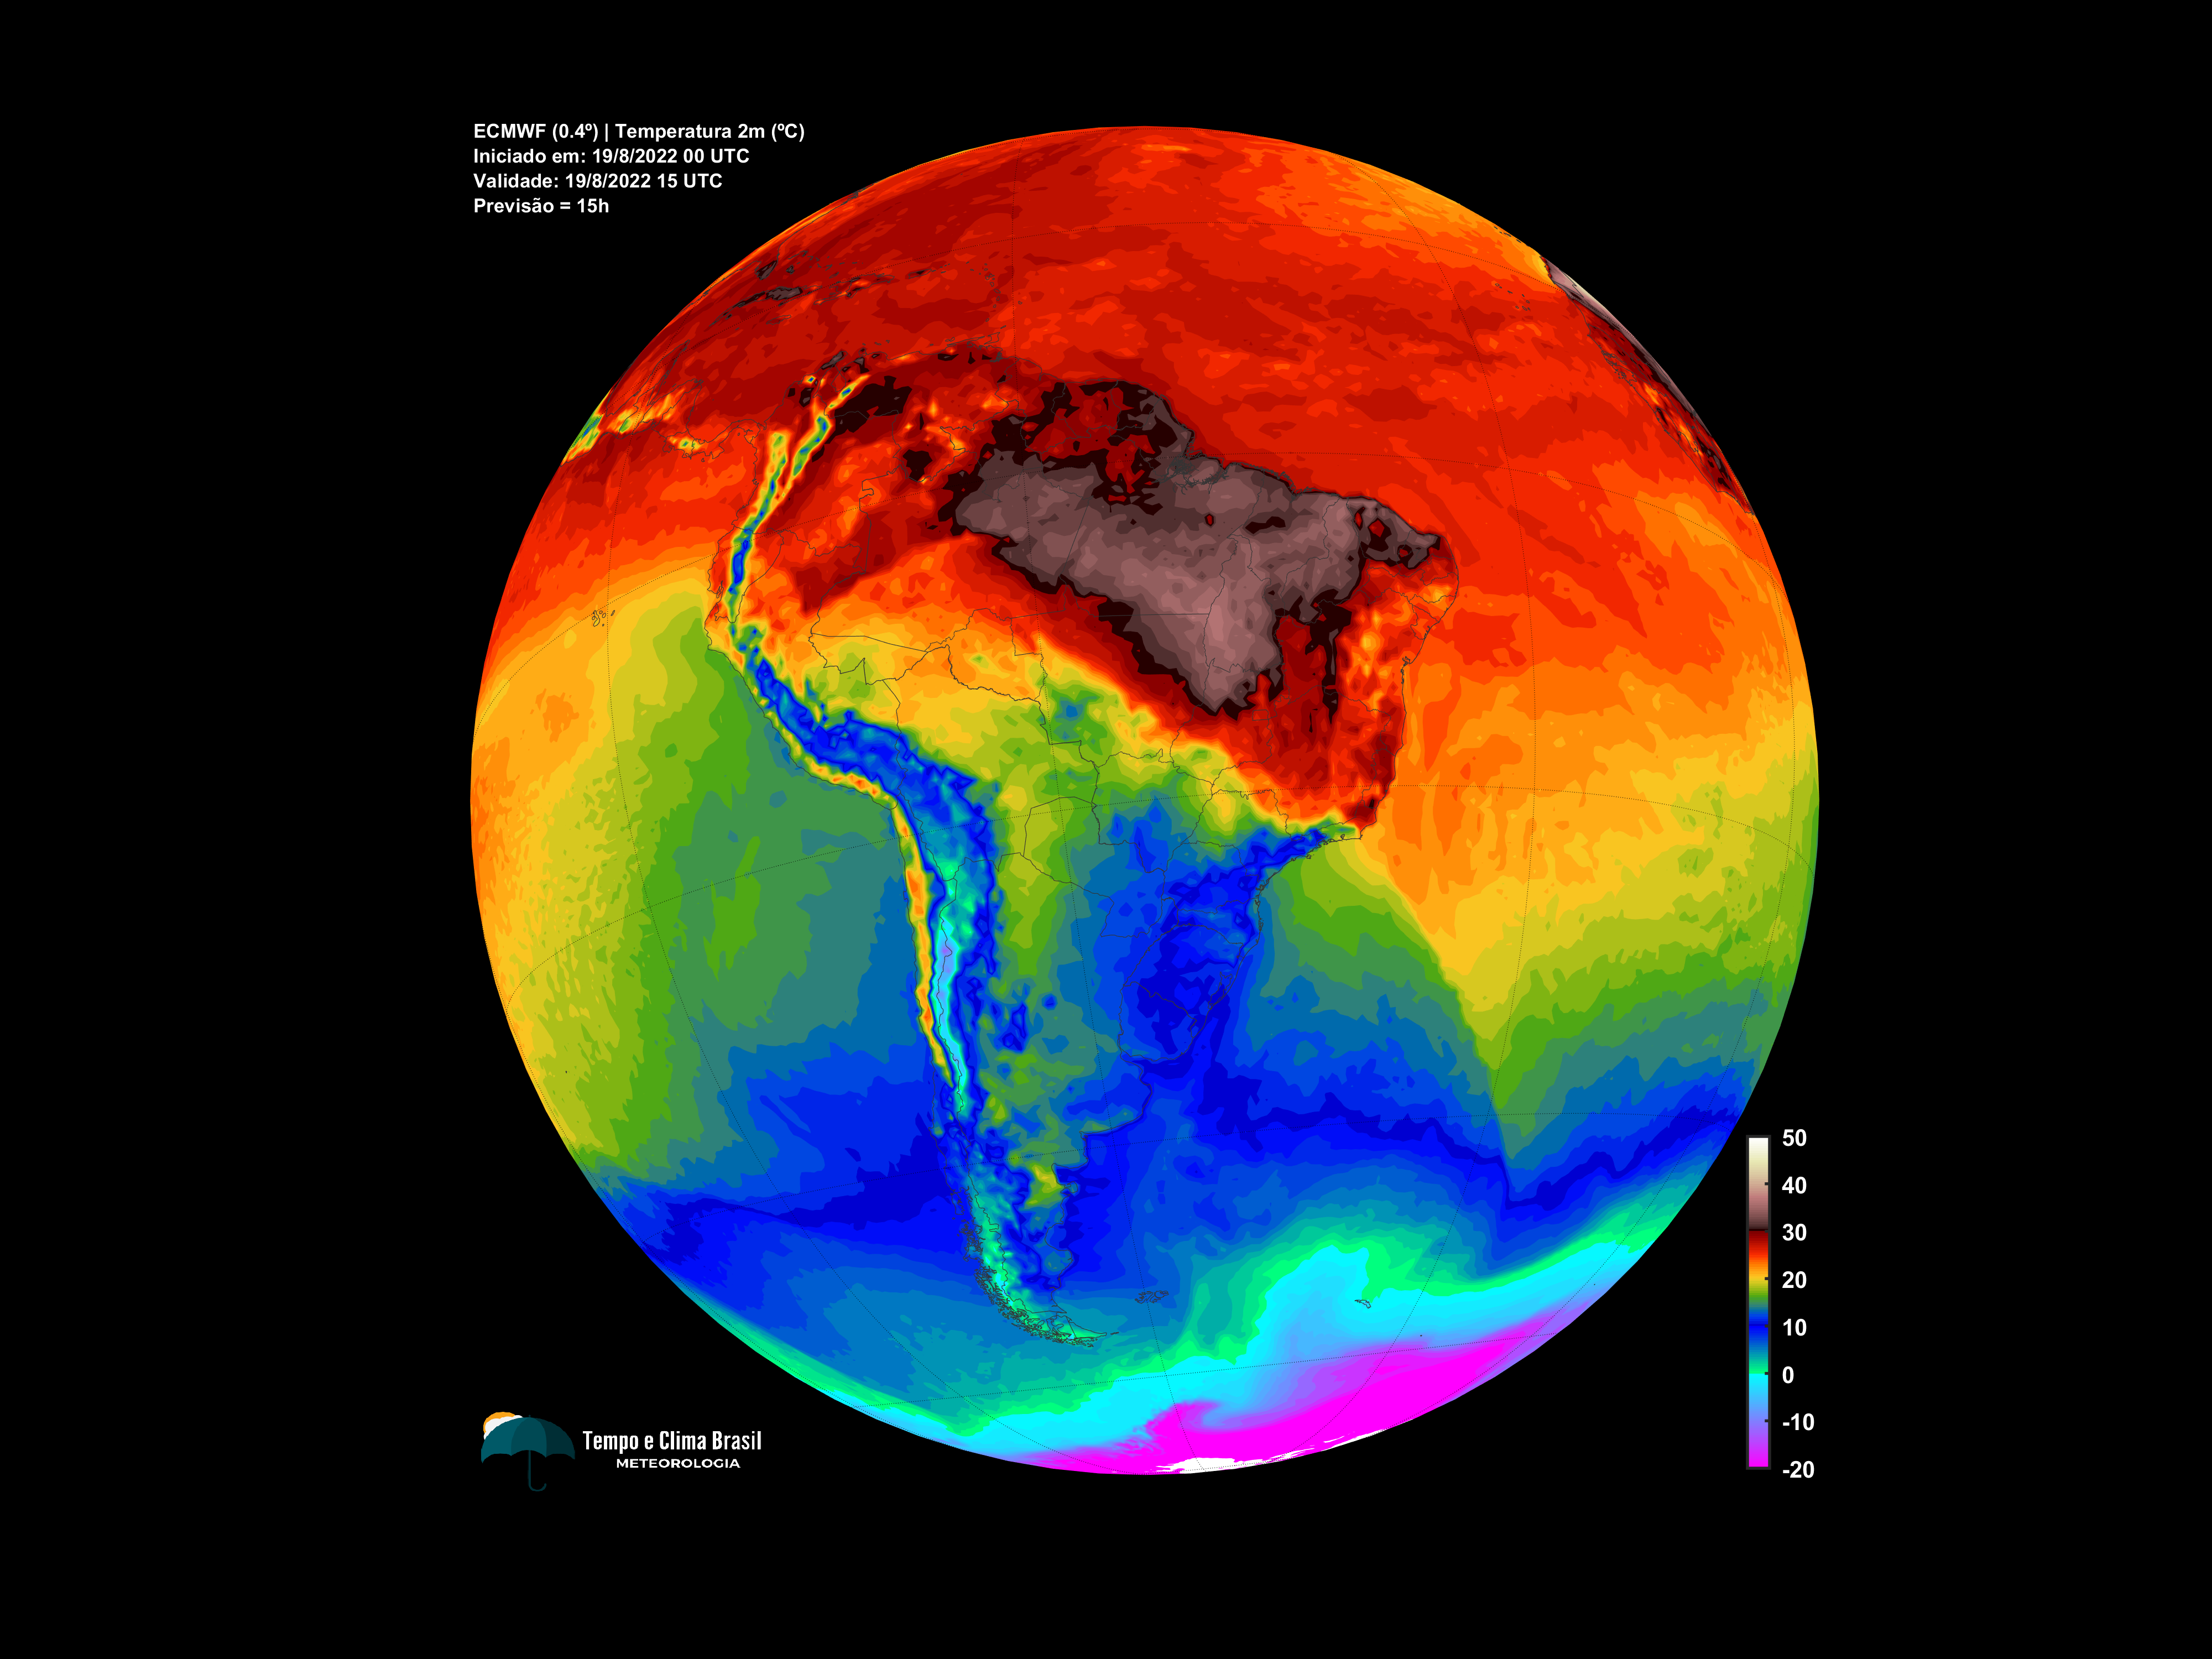 ECMWF (0.4º) | Temperatura 2m (ºC)
Iniciado em: 19/8/2022 00 UTC
Validade: 19/8/2022 15 UTC
Previsão = 15h
50
40
30
20
10
0
-10
-20
Tempo e Clima Brasil
METEOROLOGIA